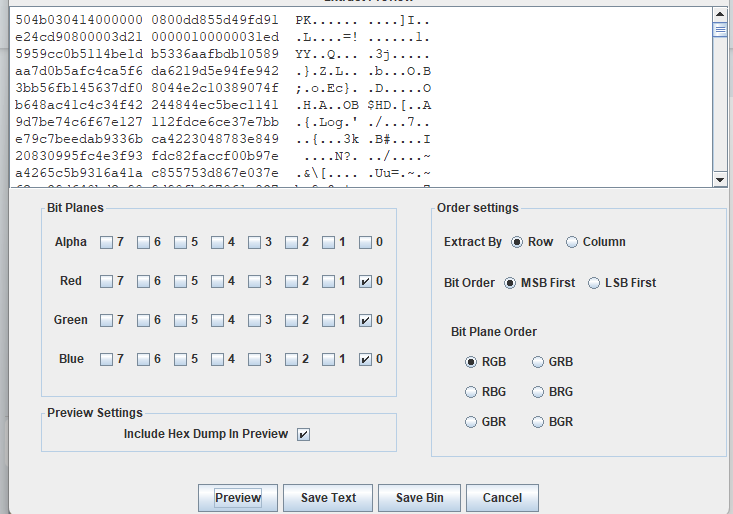 504b030414000000 0800dd855d49fd91 PK...... ....]I..
e24cd90800003d21 00000100000031ed .L....=! ......1.
5959cc0b5114be1d b5336aafbdb10589 YY..Q... .3j.....
aa7d0b5afc4ca5f6 da6219d5e94fe942 .}.Z.L.. .b...O.B
3bb56fb145637df0 8044e2c10389074f ;.o.Ec}. .D.....O
b648ac41c4c34f42 244844ec5bec1141 .H.A..OB $HD.[..A
9d7be74c6f67e127 112fdce6ce37e7bb .{.Log.' ./...7..
e79c7beedab9336b ca4223048783e849 ..{...3k .B#....I
20830995fc4e3f93 fdc82faccf00b97e ....N?. ../....~
a4265c5b9316a41a c855753d867e037e .&\[.... .Uu=.~.~
Bit Planes
Alpha 7 6 5 4 3 2 1 0
Red 7 6 5 4 3 2 1 0
Green 7 6 5 4 3 2 1 0
Blue 7 6 5 4 3 2 1 0
Preview Settings
Include Hex Dump In Preview
Order settings
Extract By Row Column
Bit Order MSB First LSB First
Bit Plane Order
RGB GRB
RBG BRG
GBR BGR
Preview Save Text Save Bin Cancel